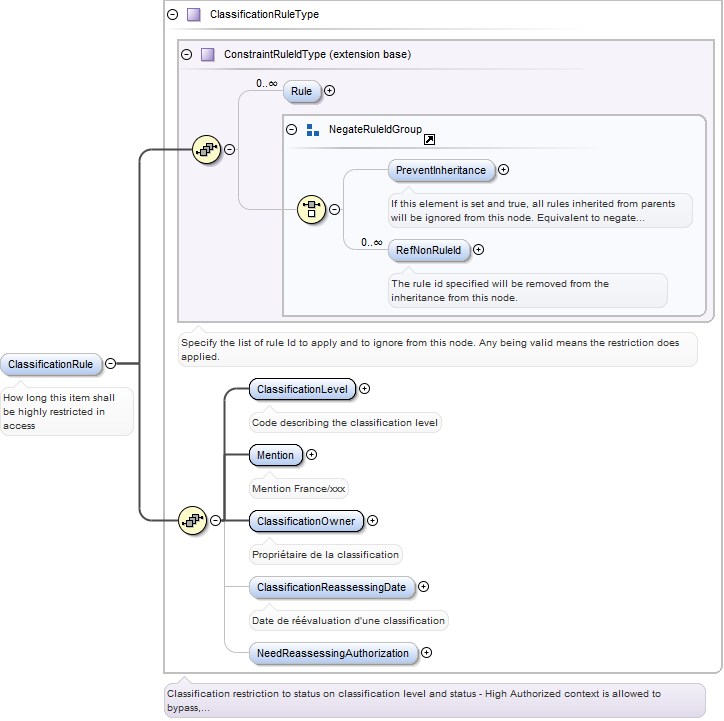 ClassificationRuleType
ConstraintRuleIdType (extension base)
0..∞
Rule
NegateRuleIdGroup
PreventInheritance
If this element is set and true, all rules inherited from parents
will be ignored from this node. Equivalent to negate...
0..∞
RefNonRuleId
The rule id specified will be removed from the
inheritance from this node.
Specify the list of rule Id to apply and to ignore from this node. Any being valid means the restriction does
applied.
ClassificationRule
How long this item shall
be highly restricted in
access
ClassificationLevel
Code describing the classification level
Mention
Mention France/xxx
ClassificationOwner
Propriétaire de la classification
ClassificationReassessingDate
Date de réévaluation d'une classification
NeedReassessingAuthorization
Classification restriction to status on classification level and status - High Authorized context is allowed to
bypass,...